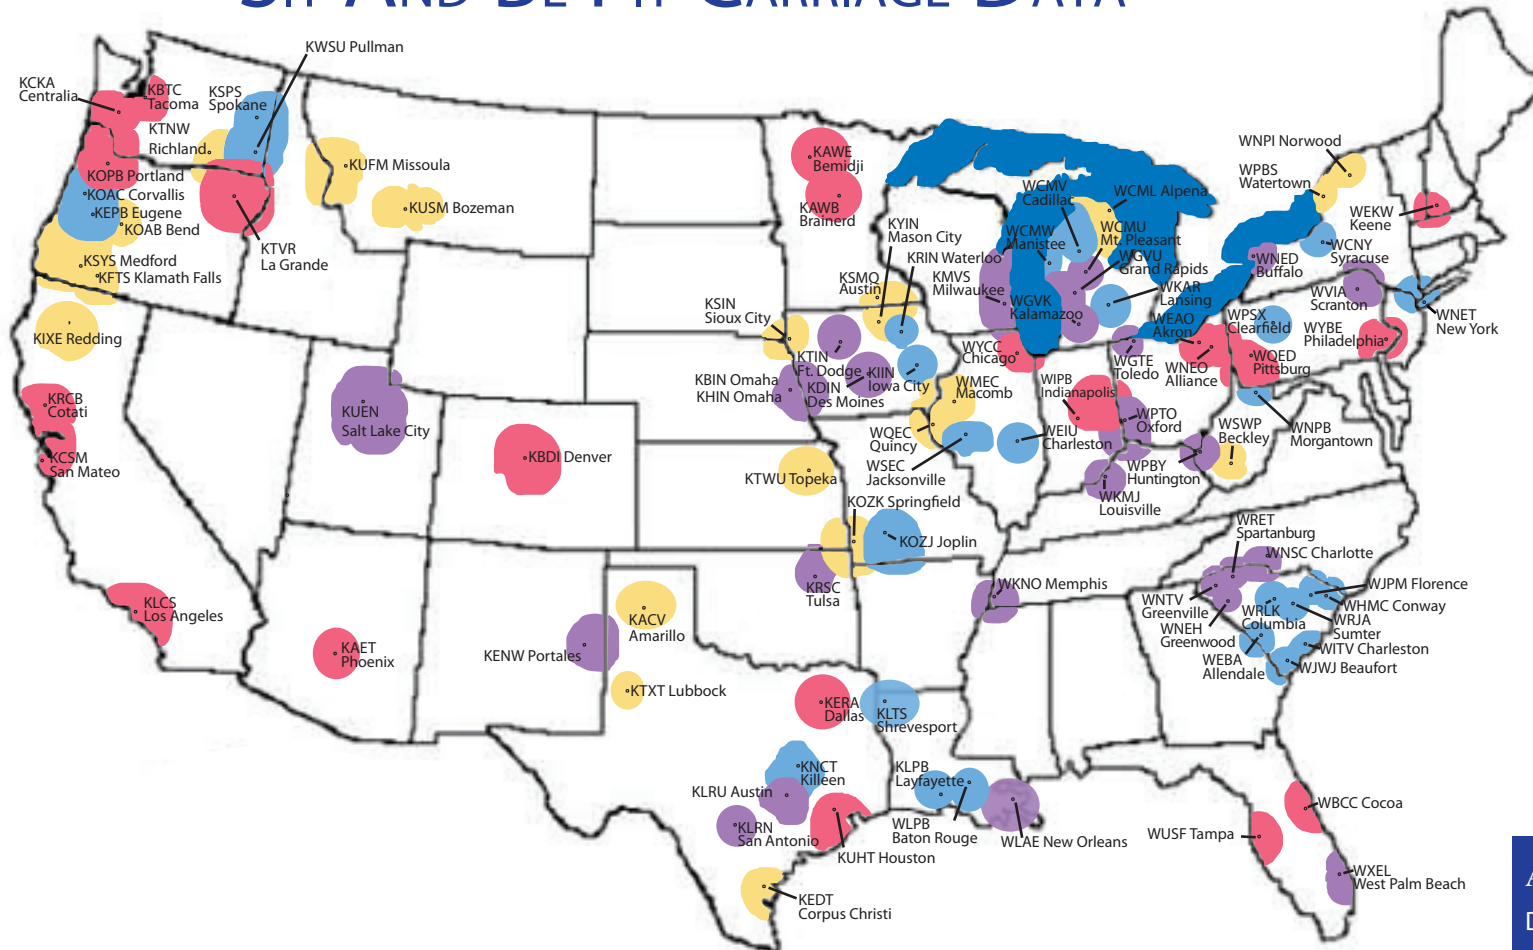 SIT AND BE FIT CARRIAGE DATA
KWSU Pullman
KCKA
Centralia
KBTC
Tacoma
KSPS
Spokane
KTNW
Richland
KOPB Portland
KOAC Corvallis
KEPB Eugene
KOAB Bend
KSYS Medford
KFTS Klamath Falls
KTVR
La Grande
KUFM Missoula
KUSM Bozeman
KIXE Redding
KRCB
Cotati
KCSM
San Mateo
KLCS
Los Angeles
KUEN
Salt Lake City
KBDI Denver
KAET
Phoenix
KENW Portales
KACV
Amarillo
KTXT Lubbock
KERA
Dallas
KLTS
Shrevesport
KNCT
Killeen
KLRU Austin
KLRN
San Antonio
KUHT Houston
KEDT
Corpus Christi
KLPB
Layfayette
WLPB
Baton Rouge
WLAE New Orleans
KAWE
Bemidji
KAWB
Brainerd
KYIN
Mason City
KRIN Waterloo
KSMQ
Austin
KMVS
Milwaukee
KSIN
Sioux City
KTIN
Ft. Dodge
KBIN Omaha
KHIN Omaha
KDIN
Des Moines
KIIN
Iowa City
KTWU Topeka
KOZK Springfield
KOZJ Joplin
KRSC
Tulsa
WKNO Memphis
WQEC
Quincy
WMEC
Macomb
WSEC
Jacksonville
WEIU
Charleston
WYCC
Chicago
WIPB
Indianapolis
WCMV
Cadillac
WCML Alpena
WCMW
Manistee
WCMU
Mt. Pleasant
WGVU
Grand Rapids
WGVK
Kalamazoo
WKAR
Lansing
WEAO
Akron
WGTE
Toledo
WNEO
Alliance
WPTO
Oxford
WPBY
Huntington
WKMJ
Louisville
WSWP
Beckley
WNPB
Morgantown
WQED
Pittsburg
WPSX
Clearfield
WYBE
Philadelphia
WVIA
Scranton
WNED
Buffalo
WCNY
Syracuse
WNET
New York
WNPI Norwood
WPBS
Watertown
WEKW
Keene
WRET
Spartanburg
WNSC Charlotte
WNTV
Greenville
WNEH
Greenwood
WRLK
Columbia
WJPM Florence
WHMC Conway
WRJA
Sumter
WEBA
Allendale
WITV Charleston
WJWJ Beaufort
WBCC Cocoa
WUSF Tampa
WXEL
West Palm Beach